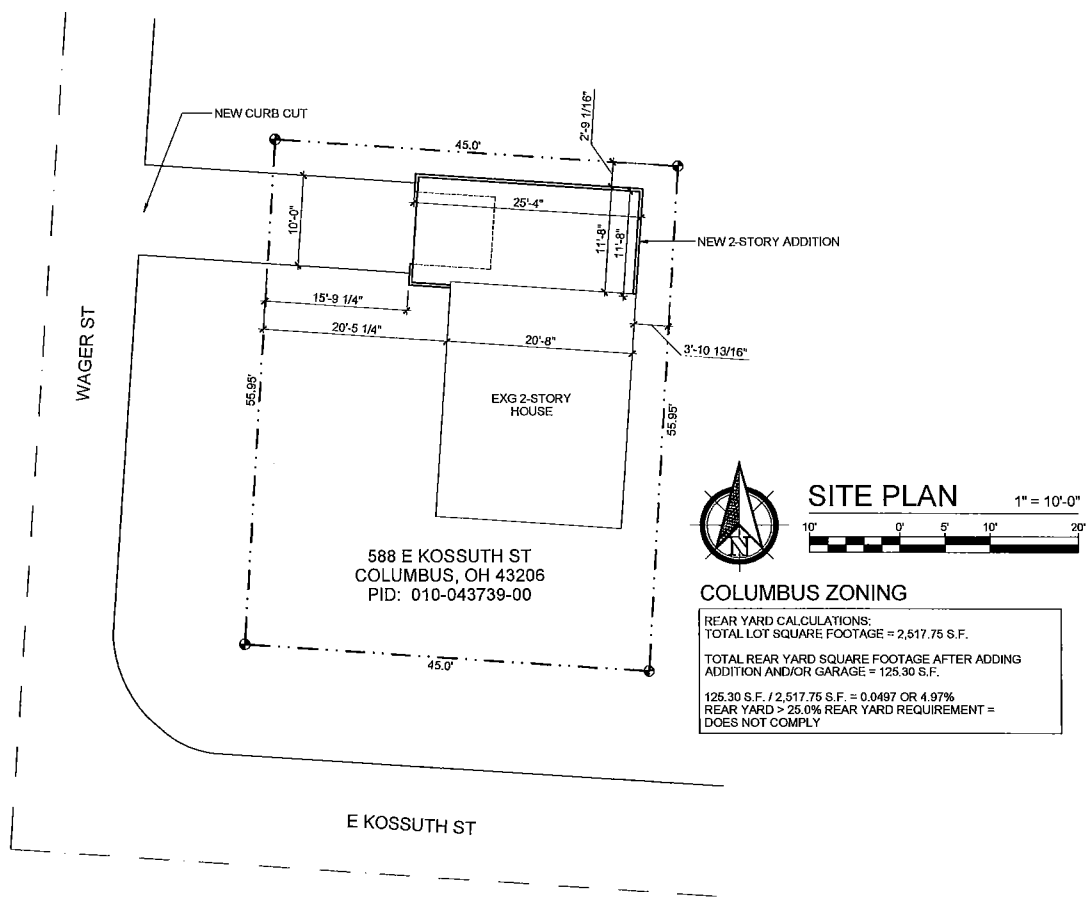 NEW CURB CUT
45.0'
2'-9 1/16"
10'-0"
25'-4"
11'-8"
11'-8"
NEW 2-STORY ADDITION
15'-9 1/4"
20'-5 1/4"
20'-8"
3'-10 13/16"
WAGER ST
55.95'
EXG 2-STORY
HOUSE
55.95'
588 E KOSSUTH ST
COLUMBUS, OH 43206
PID: 010-043739-00
45.0'
E KOSSUTH ST
N
SITE PLAN 1" = 10'-0"
10' 0' 5' 10' 20'
COLUMBUS ZONING
REAR YARD CALCULATIONS:
TOTAL LOT SQUARE FOOTAGE = 2,517.75 S.F.
TOTAL REAR YARD SQUARE FOOTAGE AFTER ADDING
ADDITION AND/OR GARAGE = 125.30 S.F.
125.30 S.F. / 2,517.75 S.F. = 0.0497 OR 4.97%
REAR YARD > 25.0% REAR YARD REQUIREMENT =
DOES NOT COMPLY